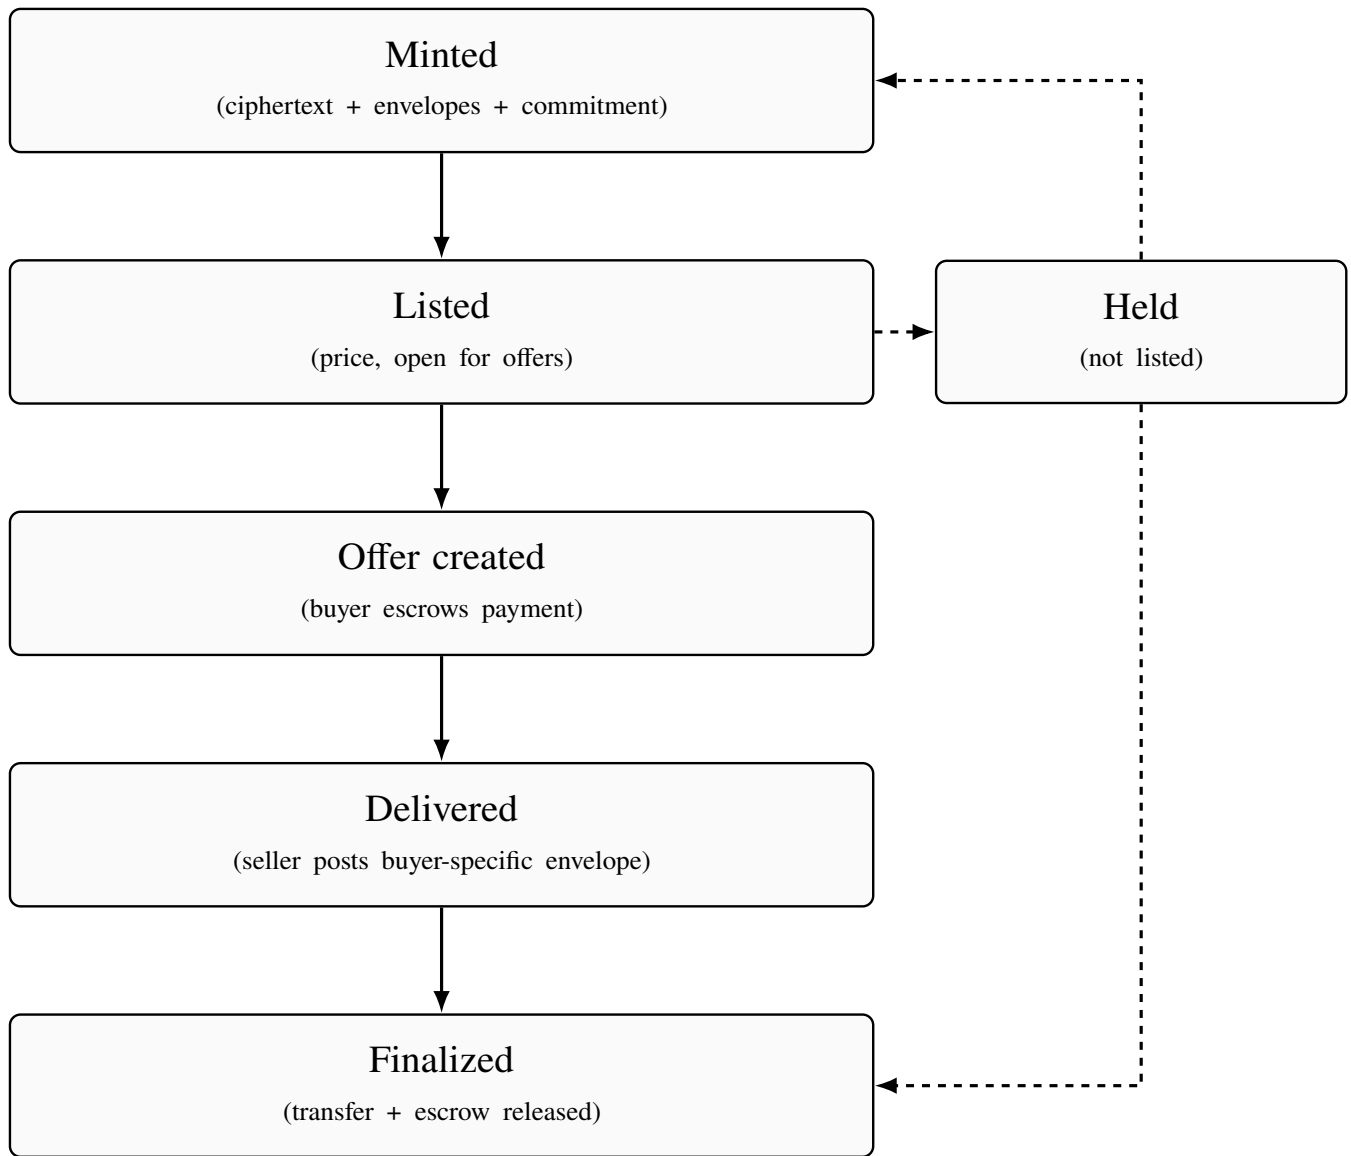 Minted
(ciphertext + envelopes + commitment)
Listed
(price, open for offers)
Held
(not listed)
Offer created
(buyer escrows payment)
Delivered
(seller posts buyer-specific envelope)
Finalized
(transfer + escrow released)